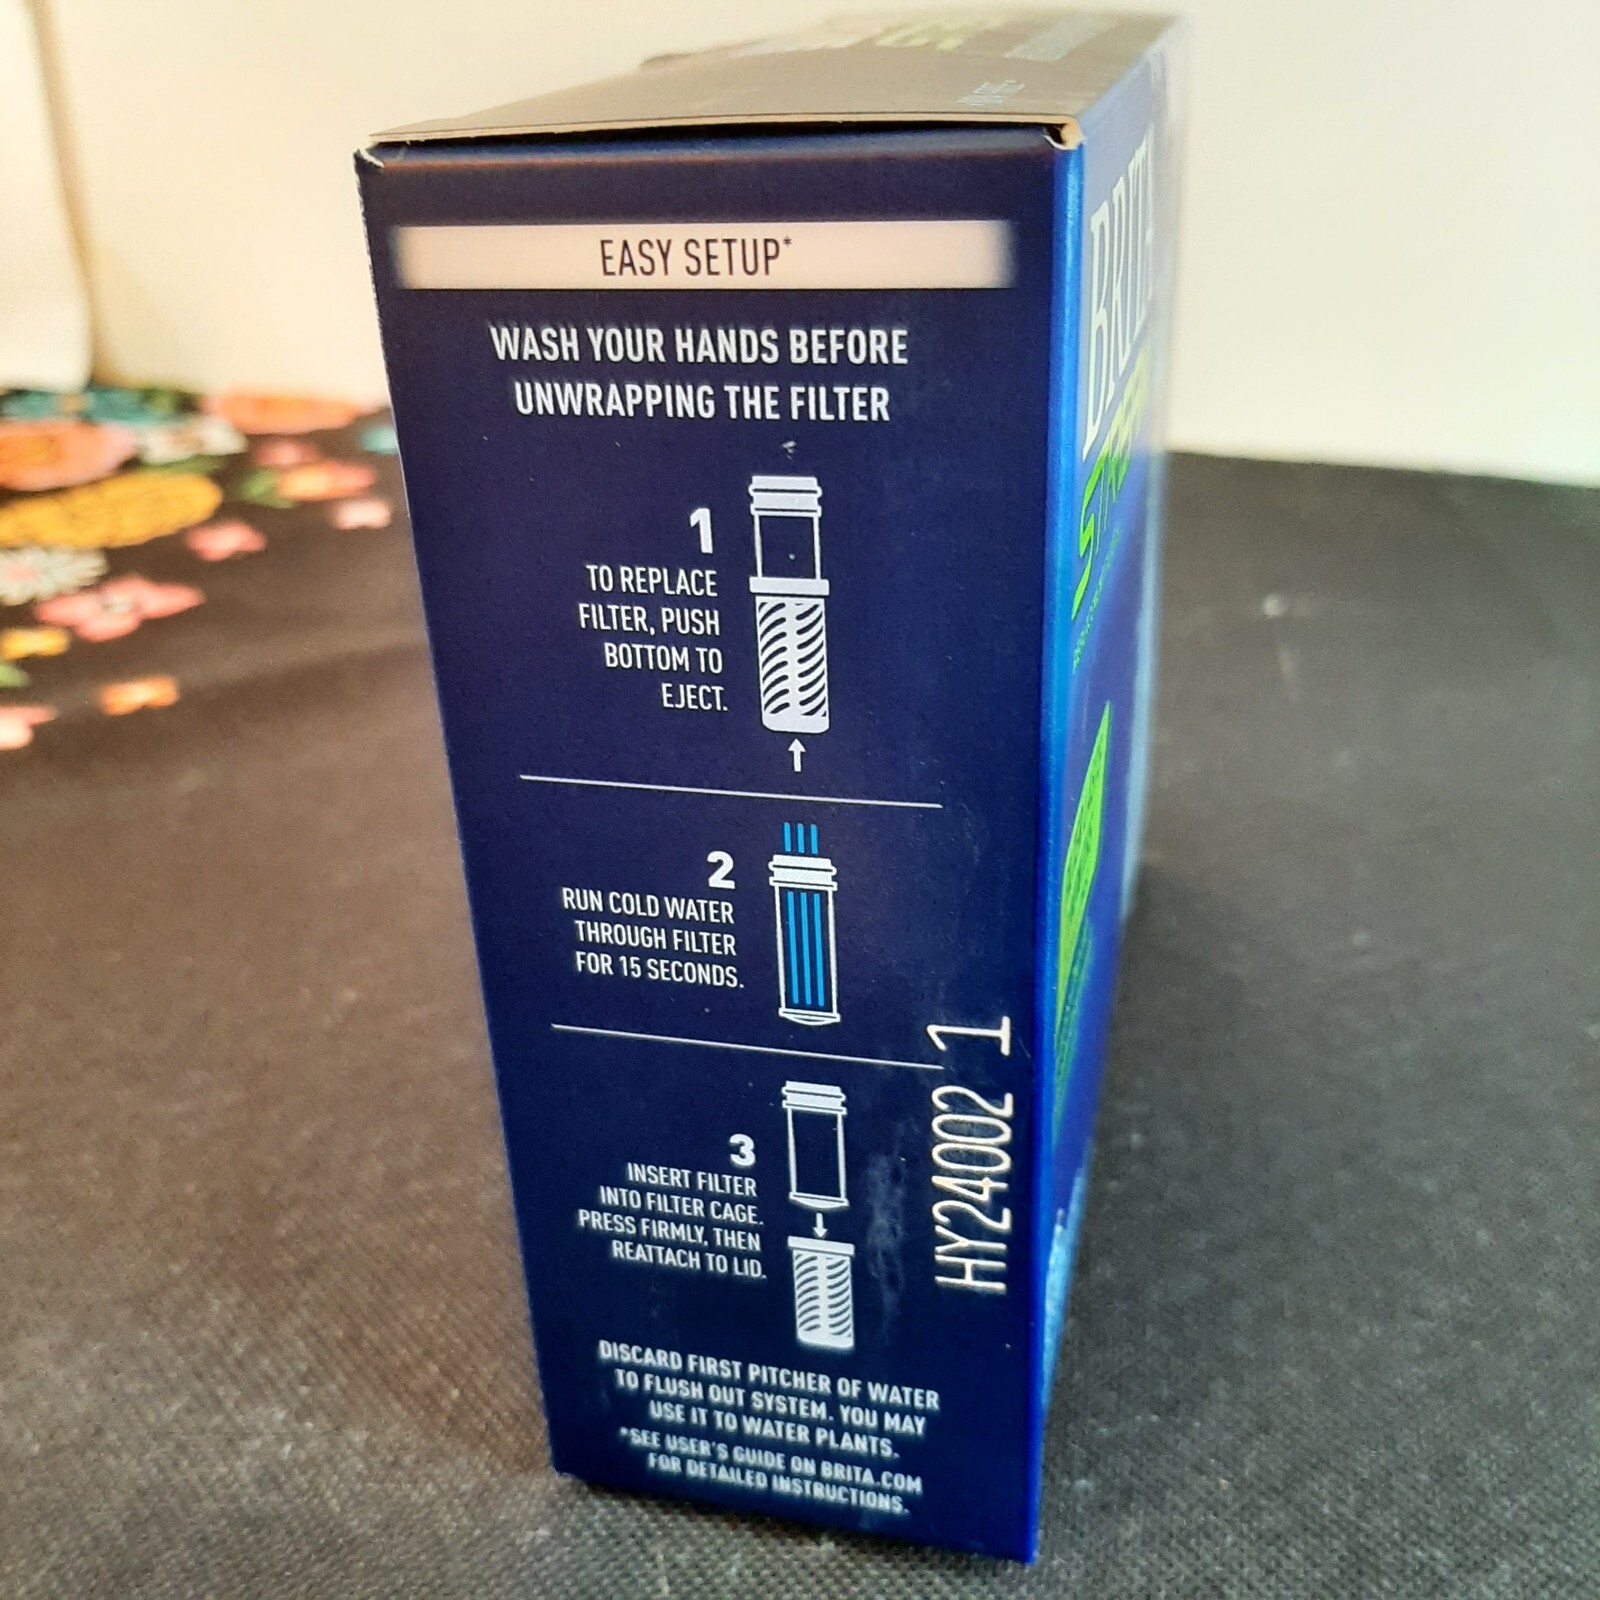 EASY SETUP*
WASH YOUR HANDS BEFORE
UNWRAPPING THE FILTER
1
TO REPLACE
FILTER, PUSH
BOTTOM TO
EJECT.
2
RUN COLD WATER
THROUGH FILTER
FOR 15 SECONDS.
3
INSERT FILTER
INTO FILTER CAGE.
PRESS FIRMLY, THEN
REATTACH TO LID.
DISCARD FIRST PITCHER OF WATER
TO FLUSH OUT SYSTEM. YOU MAY
USE IT TO WATER PLANTS.
*SEE USER'S GUIDE ON BRITA.COM
FOR DETAILED INSTRUCTIONS.
HY24002 1
BRITA